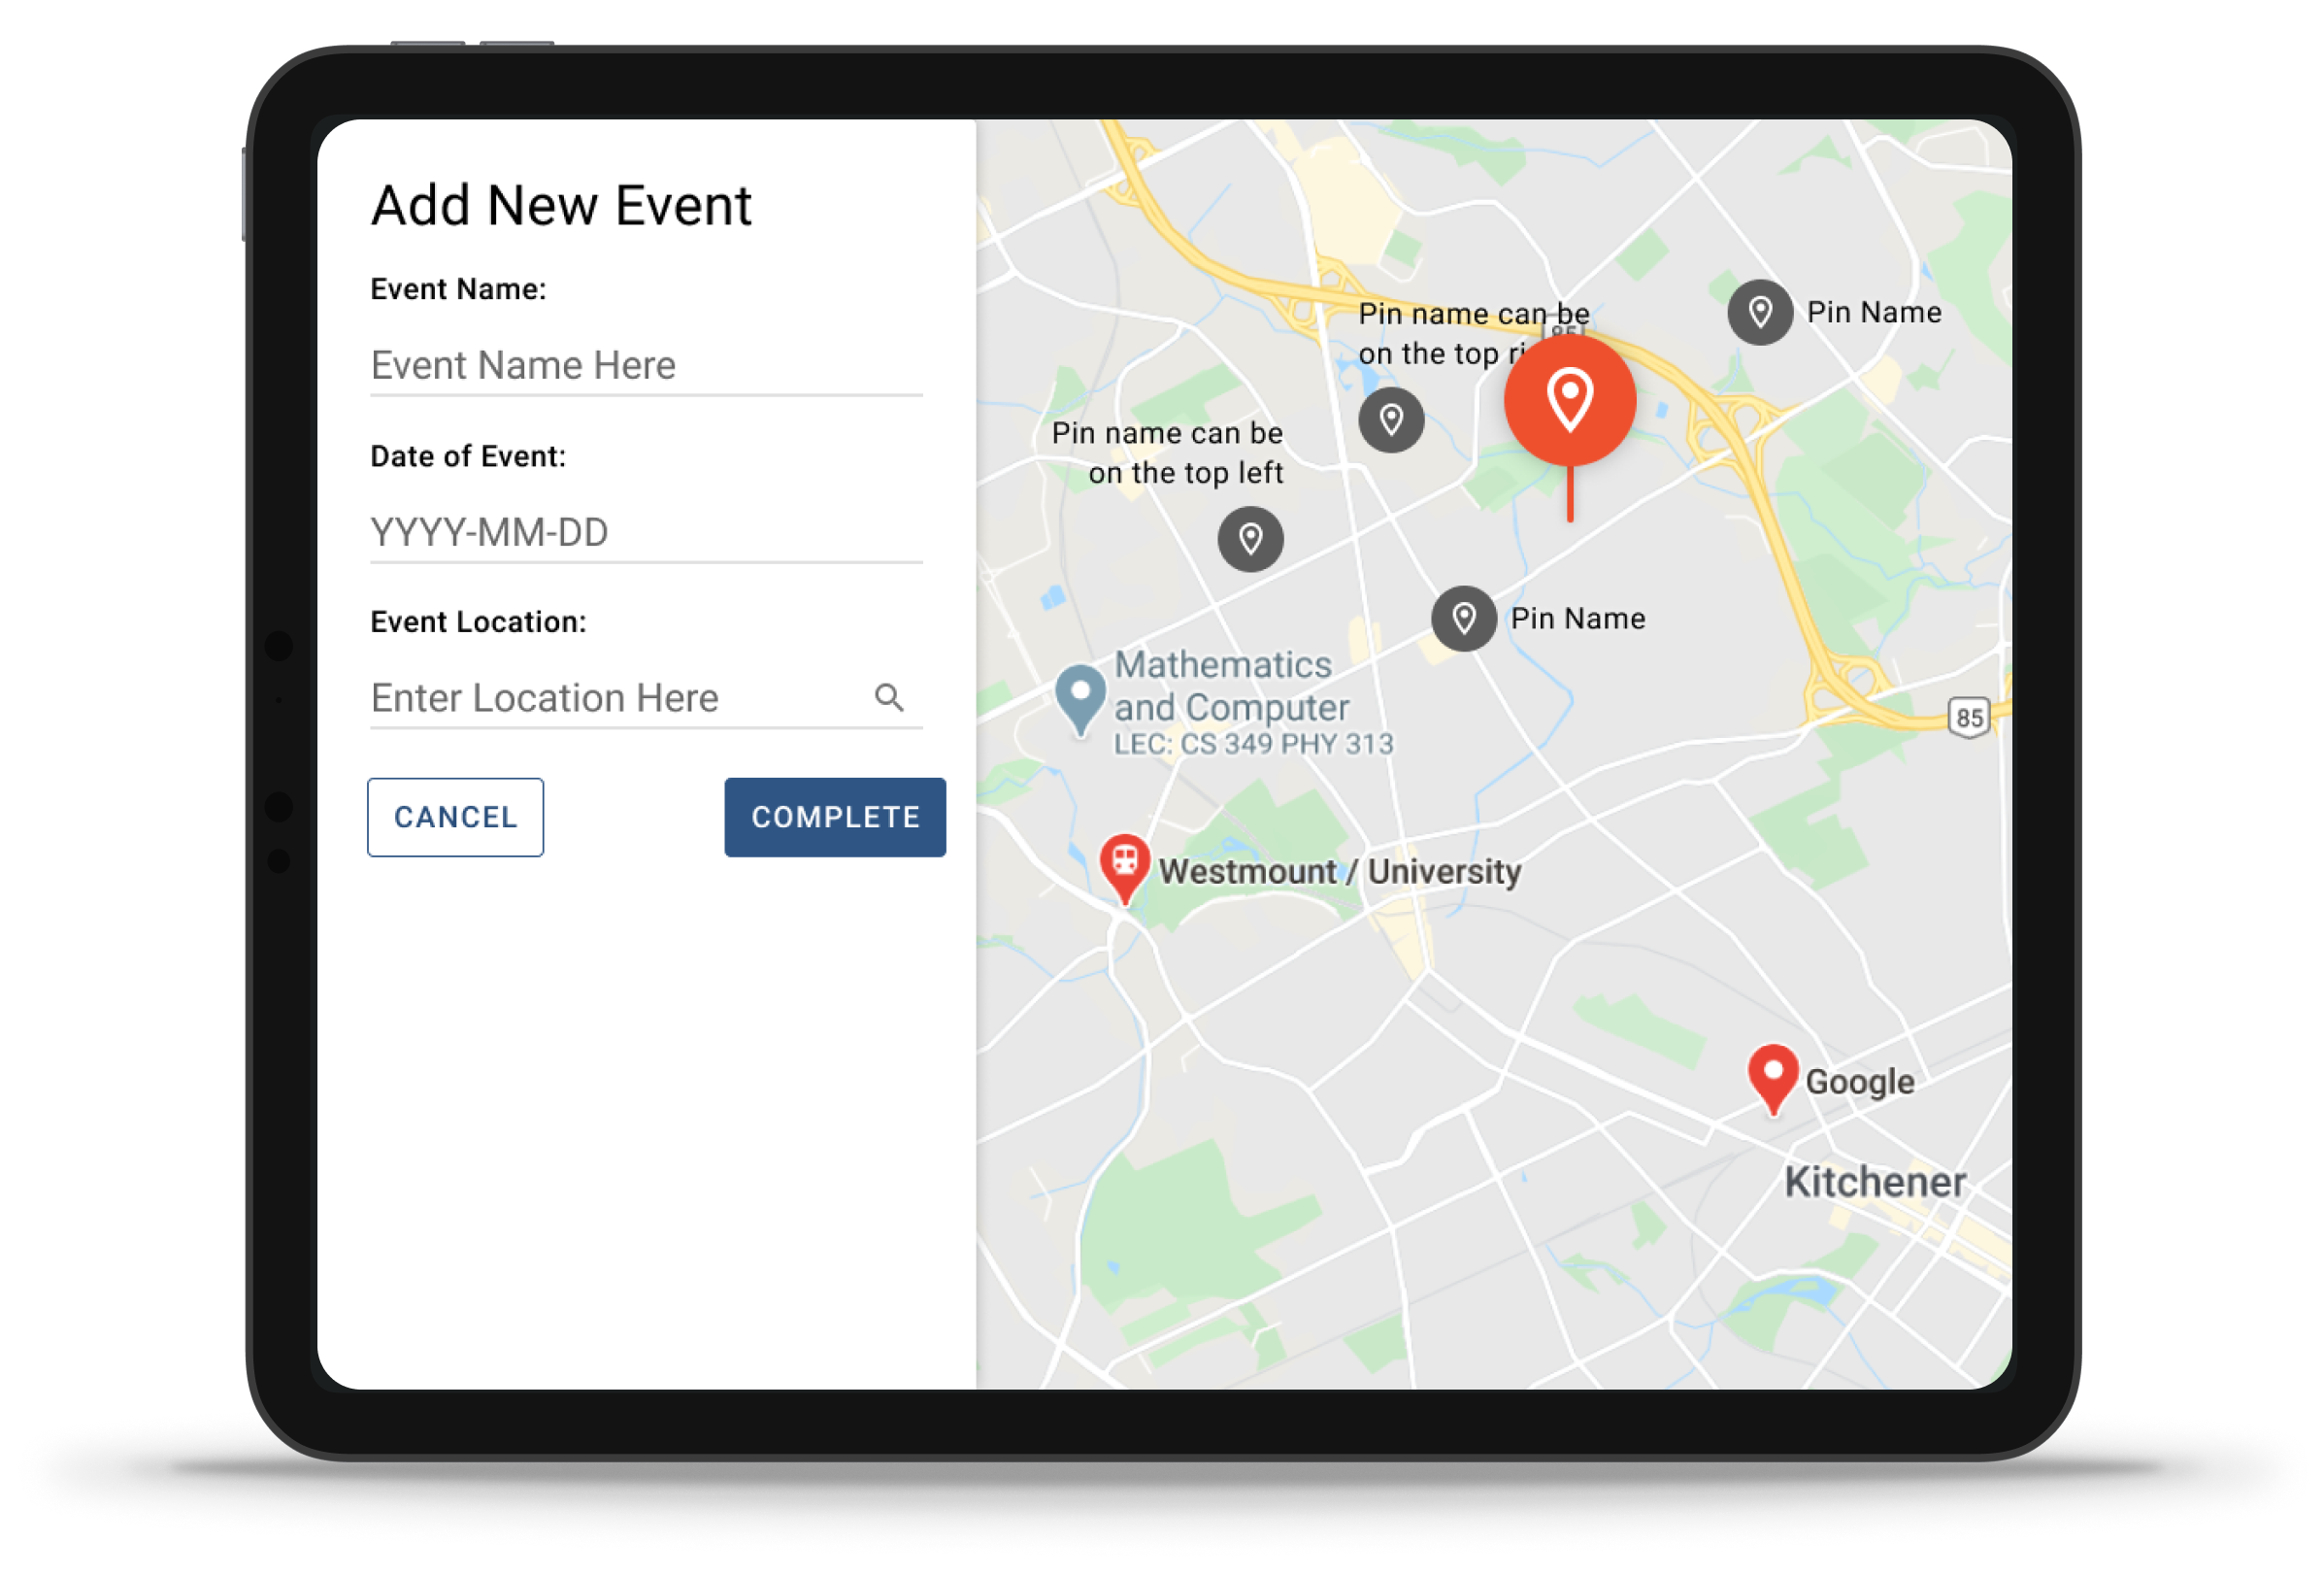 Add New Event
Event Name:
Event Name Here
Date of Event:
YYYY-MM-DD
Event Location:
Enter Location Here
CANCEL
COMPLETE
Pin name can be
on the top
85
Pin Name
Pin name can be
on the top left
Pin Name
Mathematics
and Computer
LEC: CS 349 PHY 313
85
Westmount / University
Google
Kitchener